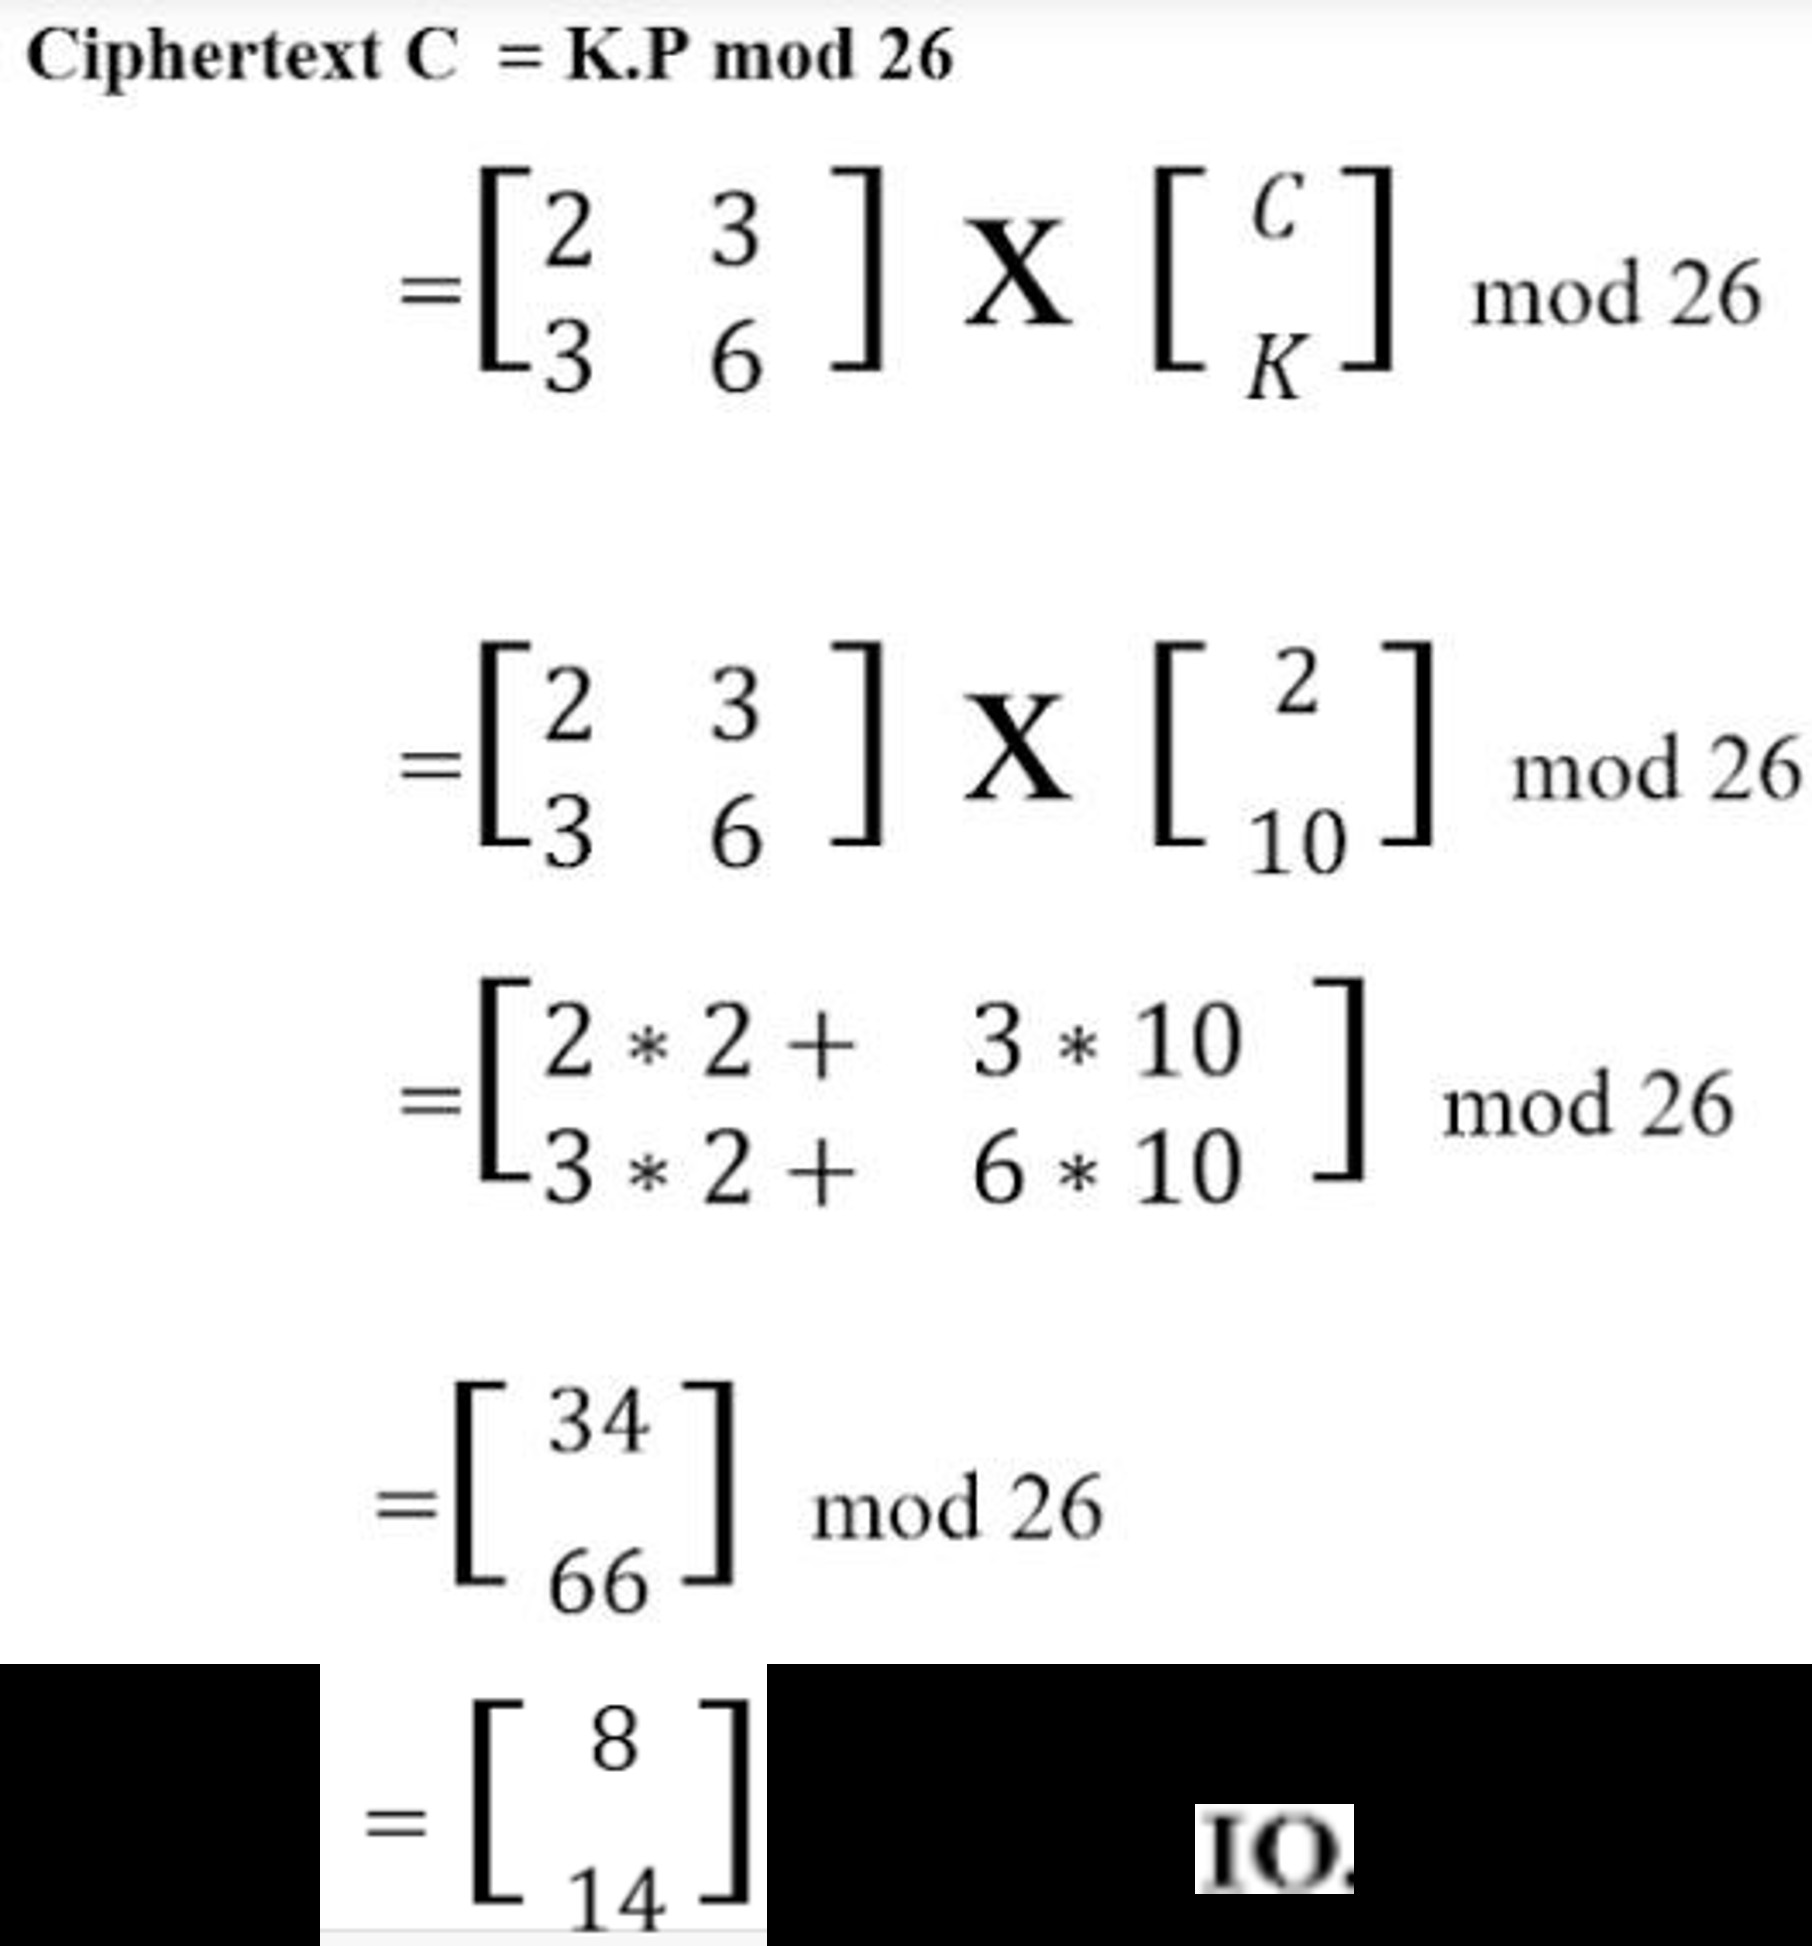 Ciphertext C = K.P mod 26
= [ 2 3 ] X [ C ] mod 26
3 6 K
= [ 2 3 ] X [ 2 ] mod 26
3 6 10
= [ 2 * 2 + 3 * 10 ] mod 26
3 * 2 + 6 * 10
= [ 34 ] mod 26
66
= [ 8 ]
14
IO.